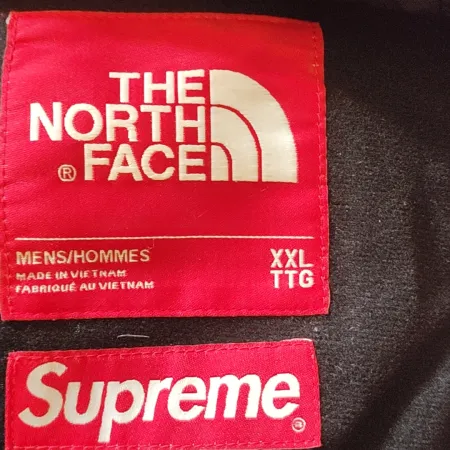 THE
NORTH
® FACE
MENS/HOMMES XXL
MADE IN VIETNAM TTG
FABRIQUÉ AU VIETNAM
Supreme
®